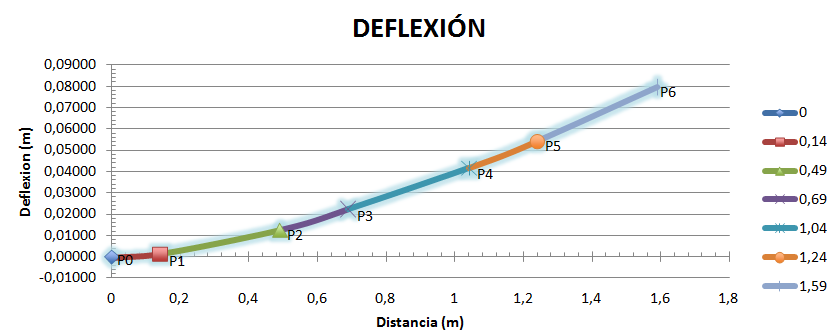 DEFLEXIÓN
Deflexion (m)
0,09000
0,08000
0,07000
0,06000
0,05000
0,04000
0,03000
0,02000
0,01000
0,00000
-0,01000
P0
P1
P2
P3
P4
P5
P6
0 0,2 0,4 0,6 0,8 1 1,2 1,4 1,6 1,8
Distancia (m)
0
0,14
0,49
0,69
1,04
1,24
1,59